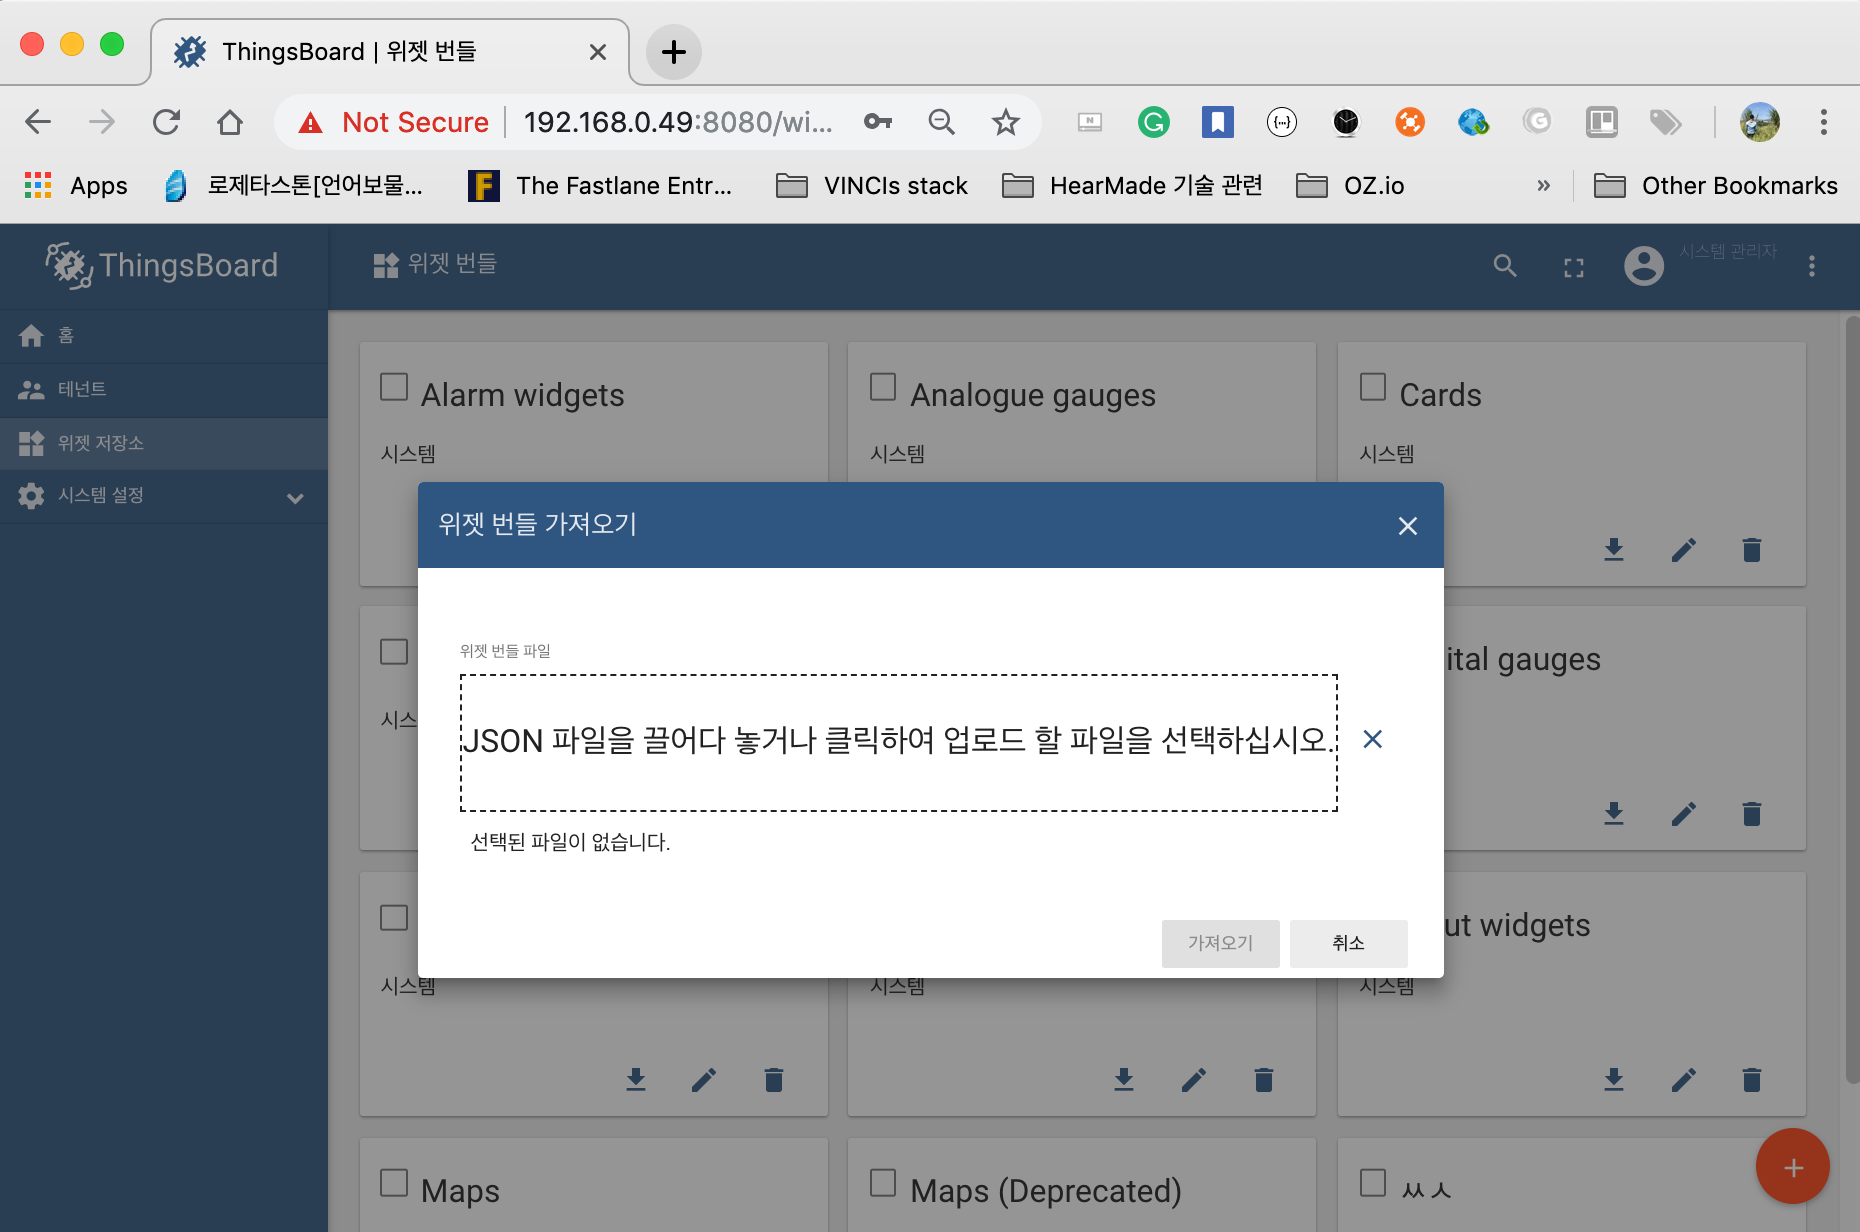 ThingsBoard | 위젯 번들
Not Secure
192.168.0.49:8080/wi...
Apps
로제타스톤[언어보물...
The Fastlane Entr...
VINCIs stack
HearMade 기술 관련
OZ.io
»
Other Bookmarks
ThingsBoard
위젯 번들
시스템 관리자
홈
테넌트
위젯 저장소
시스템 설정
Alarm widgets
시스템
Analogue gauges
시스템
Cards
시스템
위젯 번들 가져오기
위젯 번들 파일
JSON 파일을 끌어다 놓거나 클릭하여 업로드 할 파일을 선택하십시오.
선택된 파일이 없습니다.
가져오기
취소
시스
ital gauges
ut widgets
시스템
시스템
시스템
Maps
Maps (Deprecated)
ㅆㅅ